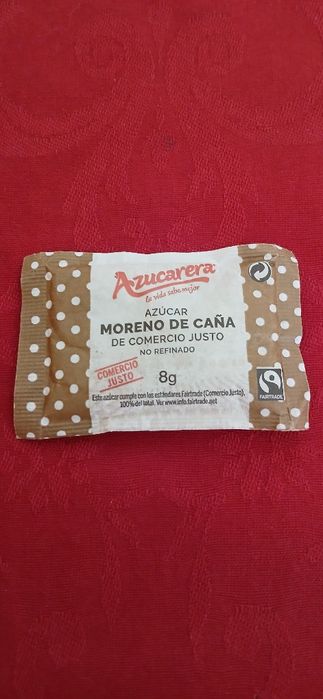 Azucarera
la vida sabe mejor
AZÚCAR
MORENO DE CAÑA
DE COMERCIO JUSTO
NO REFINADO
COMERCIO
JUSTO
8g
Este azúcar cumple con los estándares Fairtrade (Comercio Justo),
100% del total. Ver www.info.fairtrade.net
FAIRTRADE